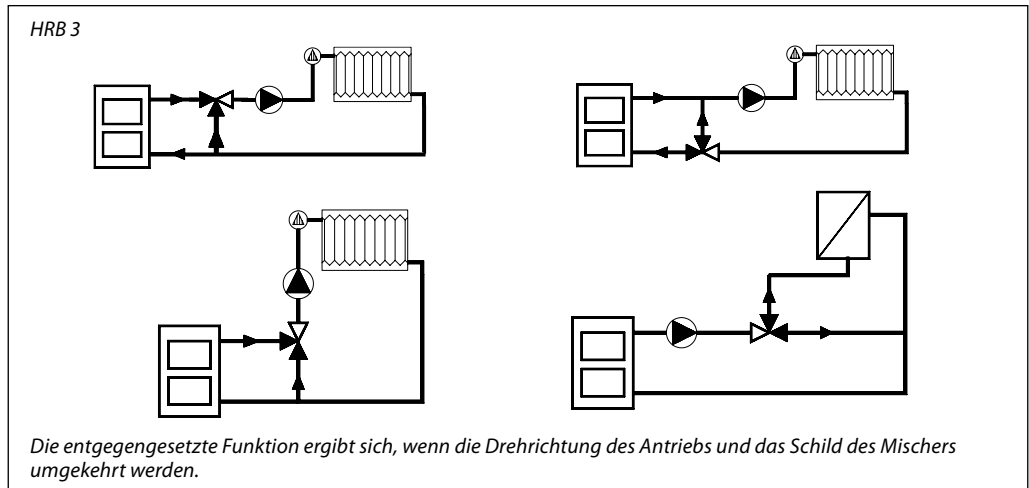 HRB 3
Die entgegengesetzte Funktion ergibt sich, wenn die Drehrichtung des Antriebs und das Schild des Mischers
umgekehrt werden.